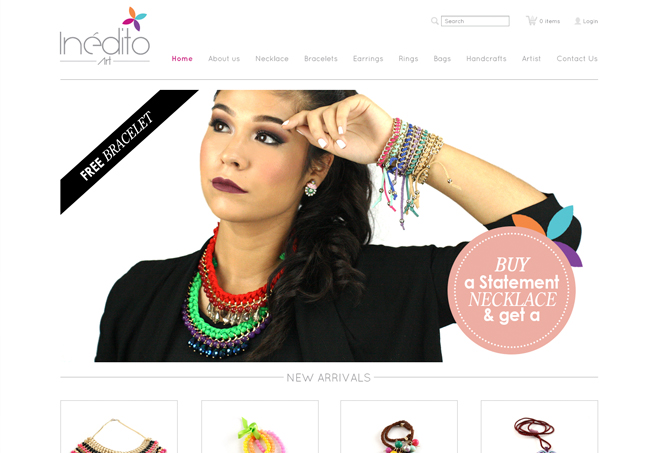 Inédito
Art
Search
0 items
Login
Home
About us
Necklace
Bracelets
Earrings
Rings
Bags
Handcrafts
Artist
Contact Us
FREE BRACELET
BUY
a Statement
NECKLACE
& get a
NEW ARRIVALS